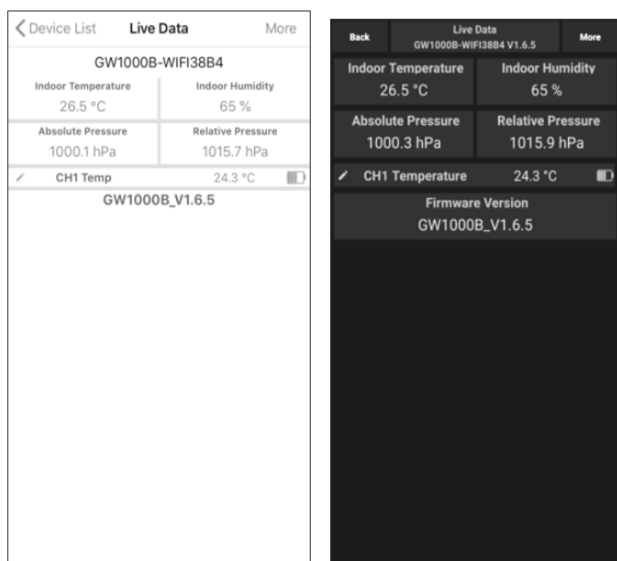 Device List Live Data More
GW1000B-WIFI38B4
Indoor Temperature Indoor Humidity
26.5 °C 65 %
Absolute Pressure Relative Pressure
1000.1 hPa 1015.7 hPa
CH1 Temp 24.3 °C
GW1000B_V1.6.5
Back Live Data More
GW1000B-WIFI38B4 V1.6.5
Indoor Temperature Indoor Humidity
26.5 °C 65 %
Absolute Pressure Relative Pressure
1000.3 hPa 1015.9 hPa
CH1 Temperature 24.3 °C
Firmware Version
GW1000B_V1.6.5